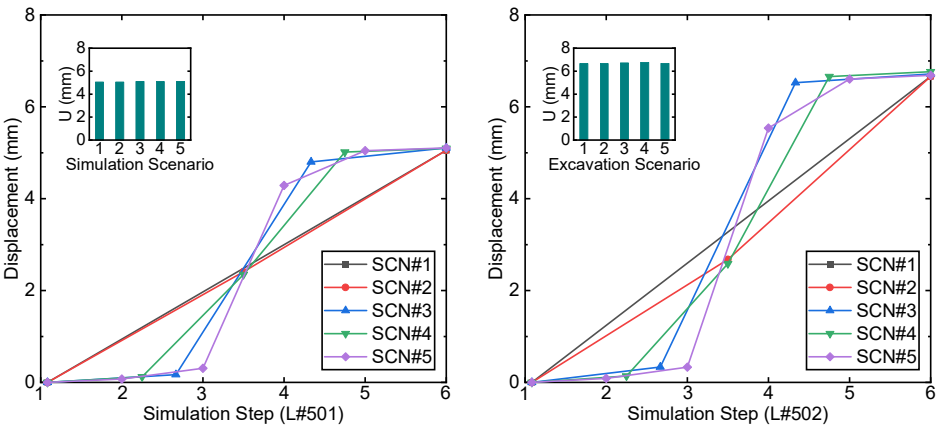 8
6
4
2
0
Displacement (mm)
8
6
4
2
0
U (mm)
1 2 3 4 5
Simulation Scenario
SCN#1
SCN#2
SCN#3
SCN#4
SCN#5
1 2 3 4 5 6
Simulation Step (L#501)
8
6
4
2
0
Displacement (mm)
8
6
4
2
0
U (mm)
1 2 3 4 5
Excavation Scenario
SCN#1
SCN#2
SCN#3
SCN#4
SCN#5
1 2 3 4 5 6
Simulation Step (L#502)